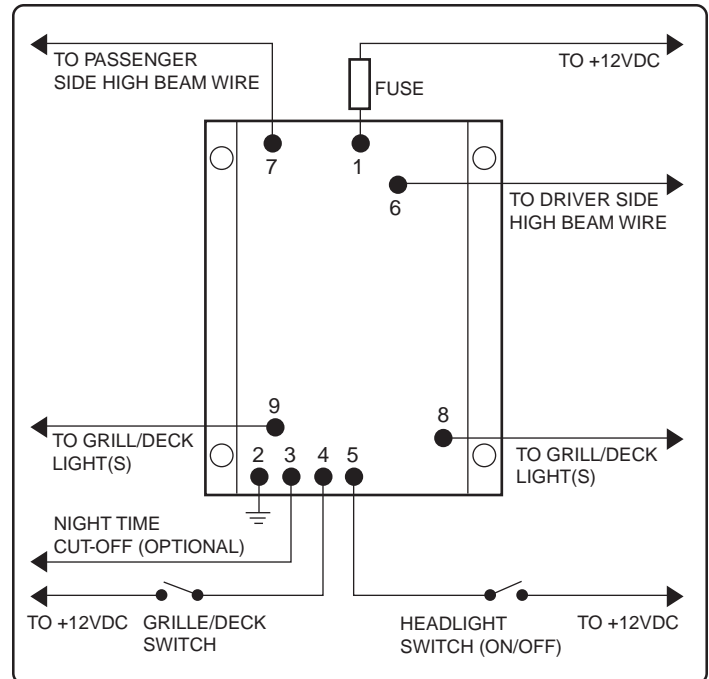 TO PASSENGER
SIDE HIGH BEAM WIRE
TO +12VDC
FUSE
7
1
6
TO DRIVER SIDE
HIGH BEAM WIRE
9
8
TO GRILL/DECK
LIGHT(S)
TO GRILL/DECK
LIGHT(S)
2 3 4 5
NIGHT TIME
CUT-OFF (OPTIONAL)
TO +12VDC
GRILLE/DECK
SWITCH
HEADLIGHT
SWITCH (ON/OFF)
TO +12VDC